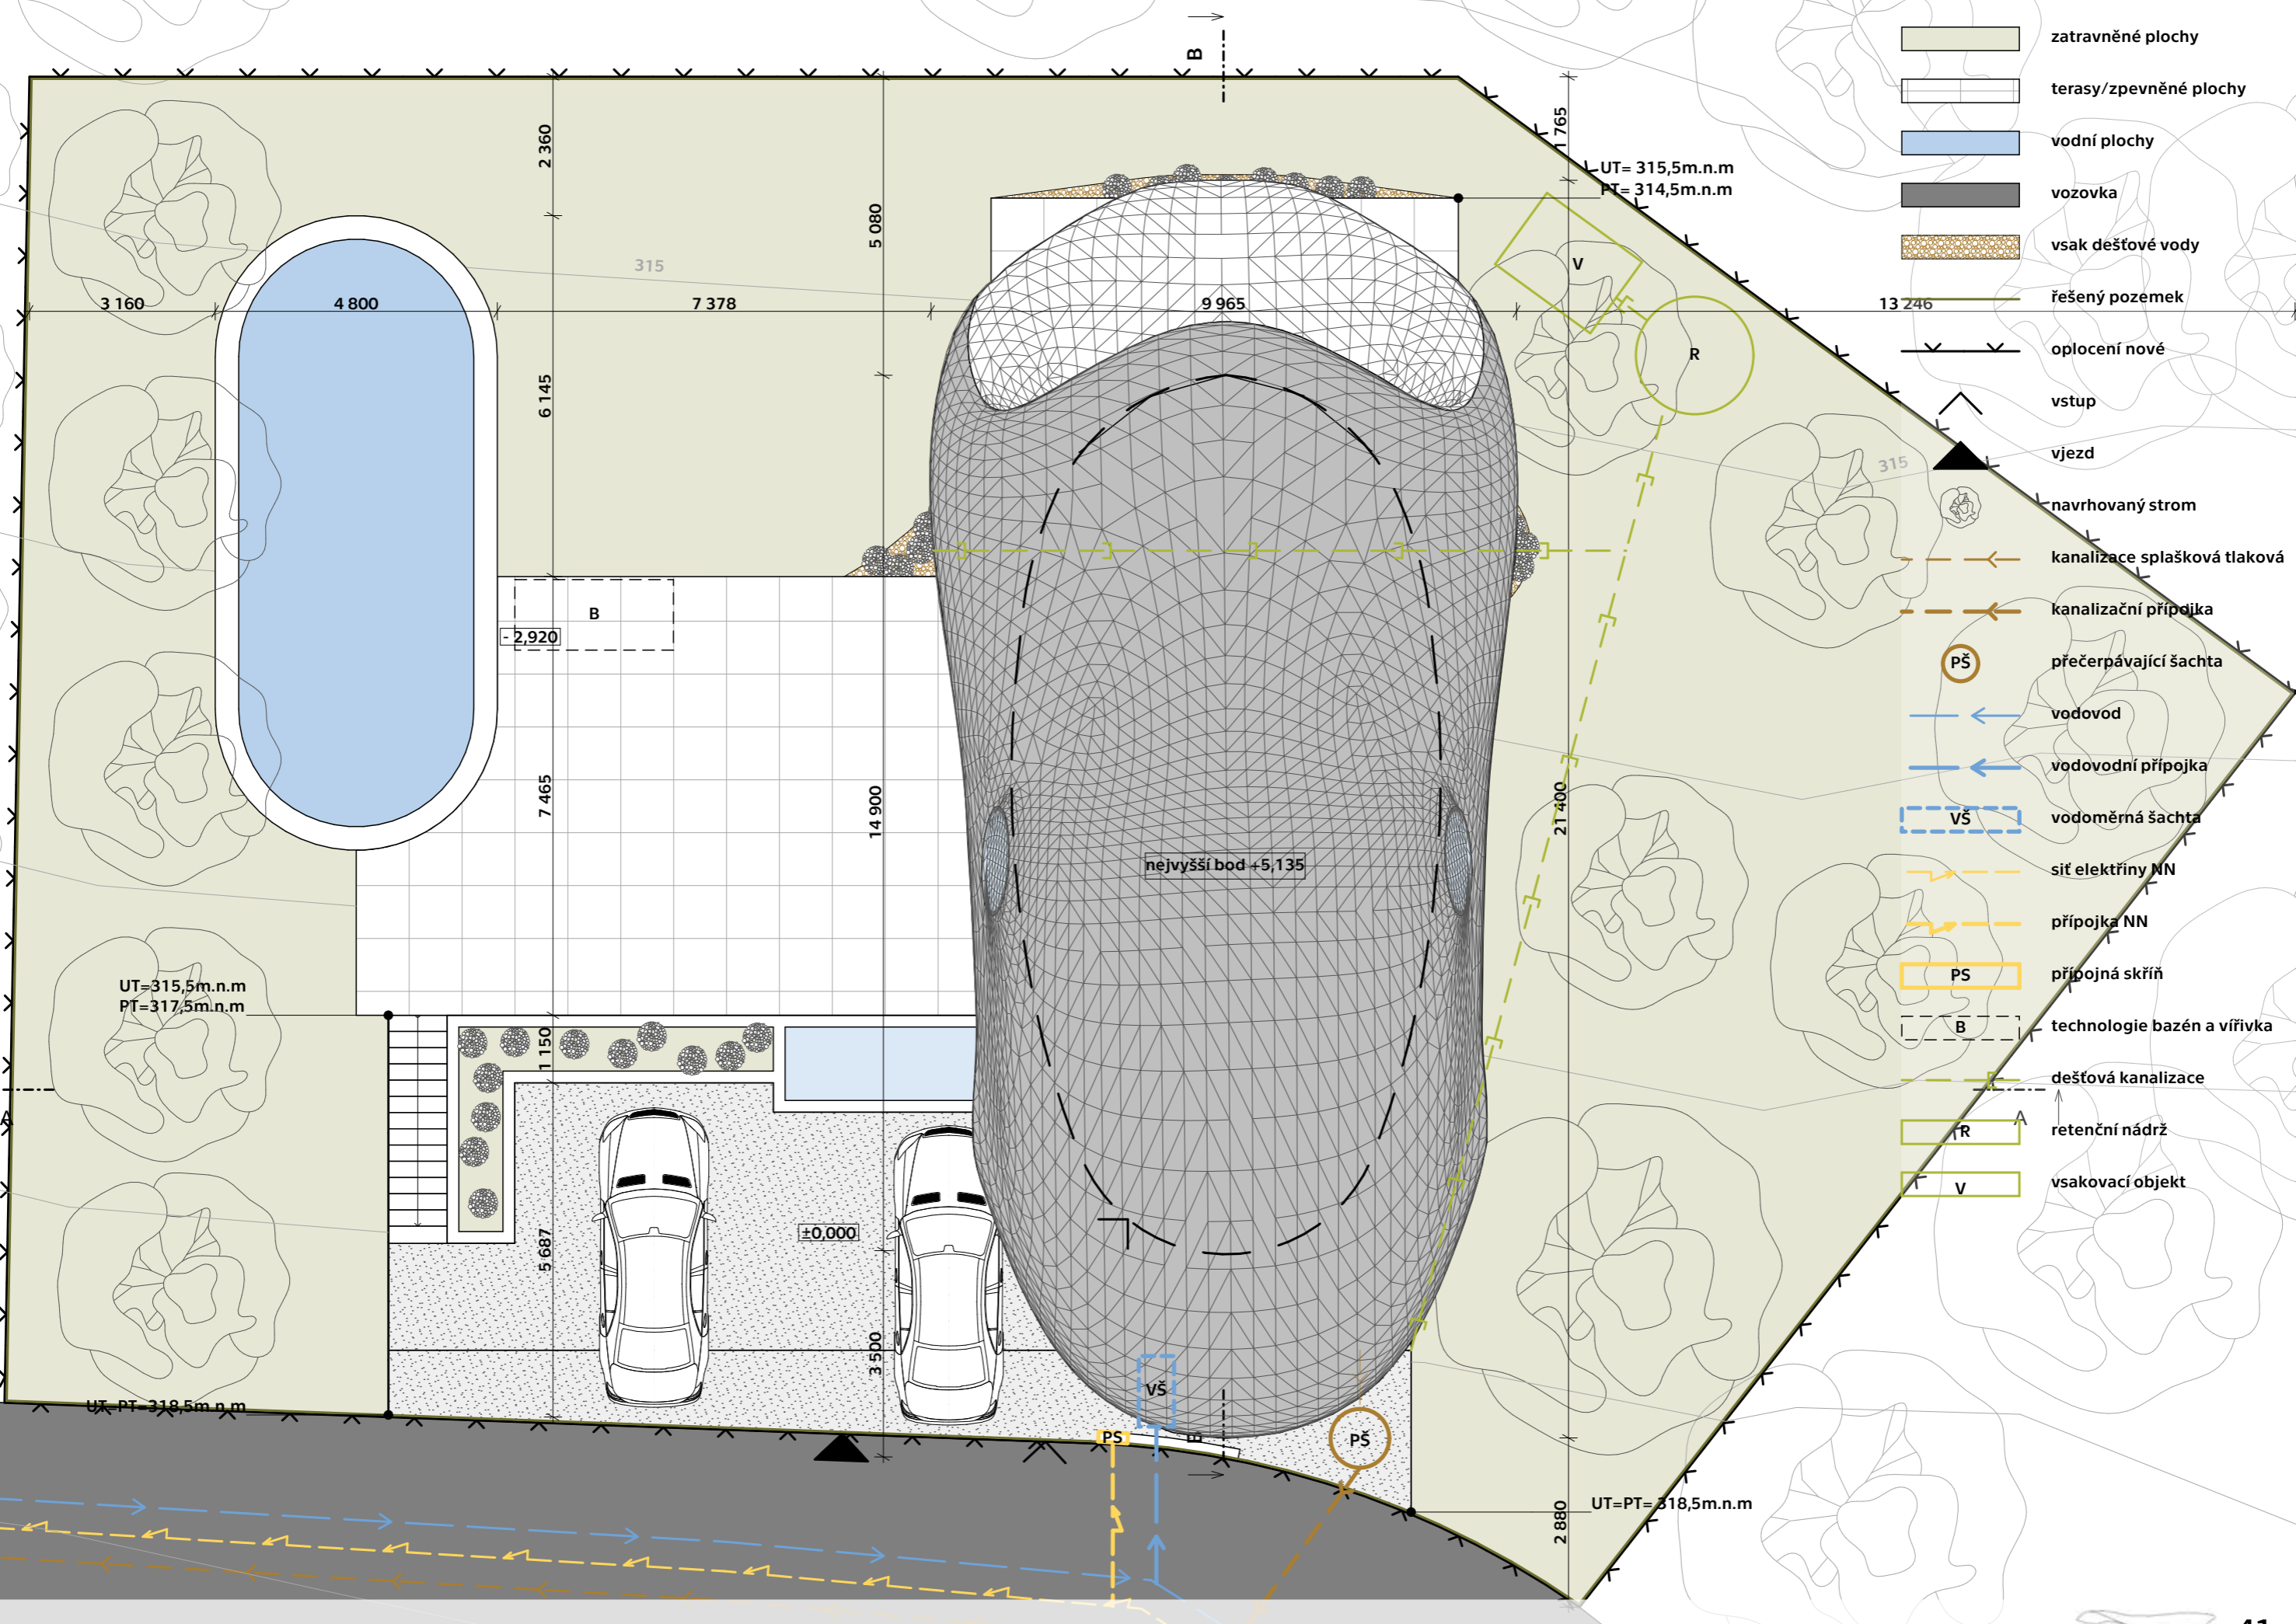 B
2 360
5 080
1 765
UT= 315,5m.n.m
PT= 314,5m.n.m
315
V
3 160
4 800
7 378
9 965
13 246
R
6 145
315
B
- 2,920
7 465
14 900
21 400
nejvyšší bod +5,135
UT=315,5m.n.m
PT=317,5m.n.m
1 150
A
A
±0,000
5 687
3 500
VŠ
UT=PT=318,5m.n.m
PS
B
PŠ
UT=PT= 318,5m.n.m
2 880
zatravněné plochy
terasy/zpevněné plochy
vodní plochy
vozovka
vsak dešťové vody
řešený pozemek
oplocení nové
vstup
vjezd
navrhovaný strom
kanalizace splašková tlaková
kanalizační přípojka
PŠ přečerpávající šachta
vodovod
vodovodní přípojka
VŠ vodoměrná šachta
síť elektřiny NN
přípojka NN
PS přípojná skříň
B technologie bazén a vířivka
dešťová kanalizace
R retenční nádrž
V vsakovací objekt